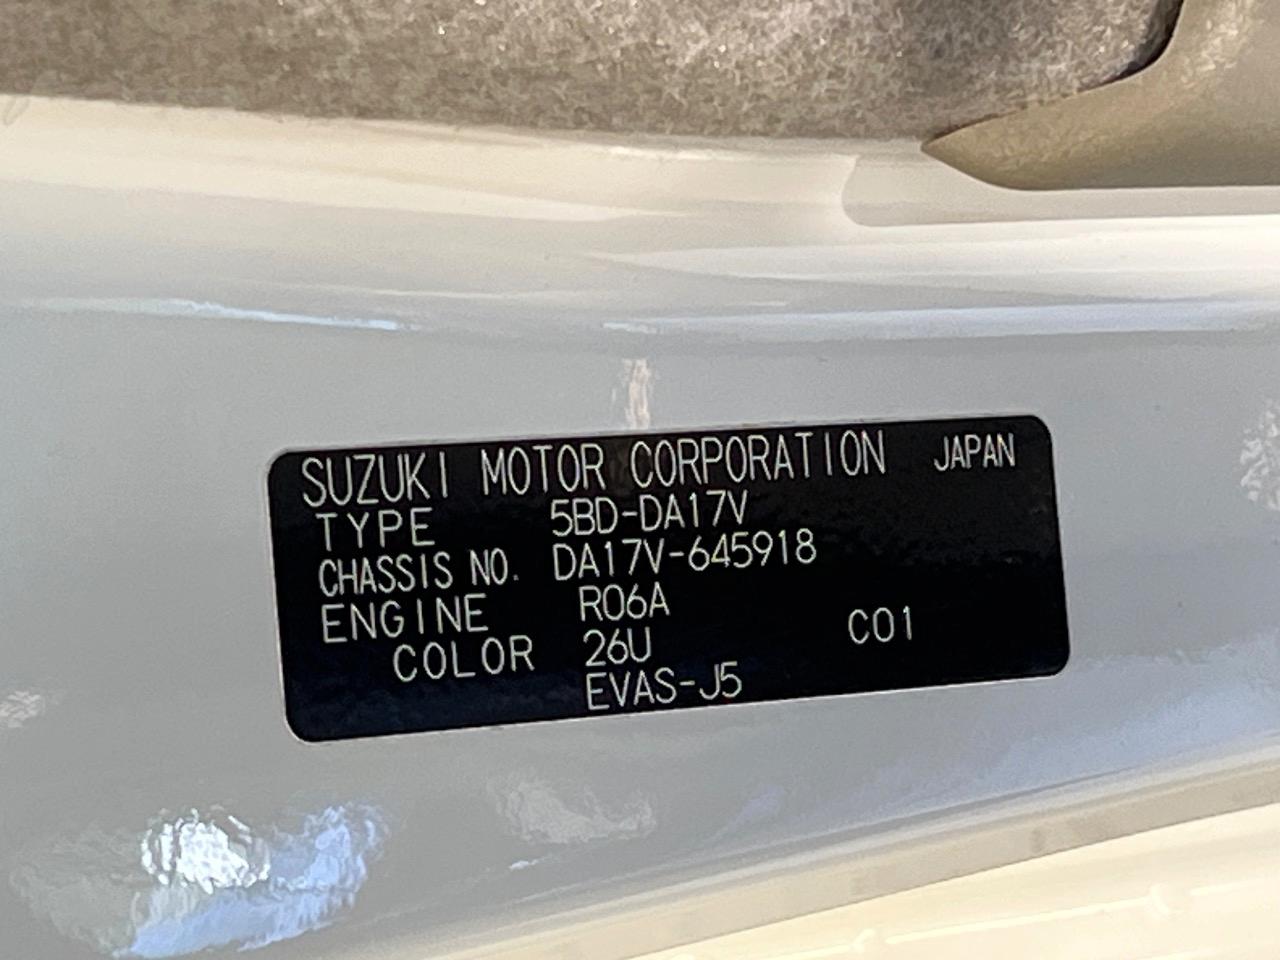 SUZUKI MOTOR CORPORATION JAPAN
TYPE 5BD-DA17V
CHASSIS NO. DA17V-645918
ENGINE R06A
COLOR 26U C01
EVAS-J5